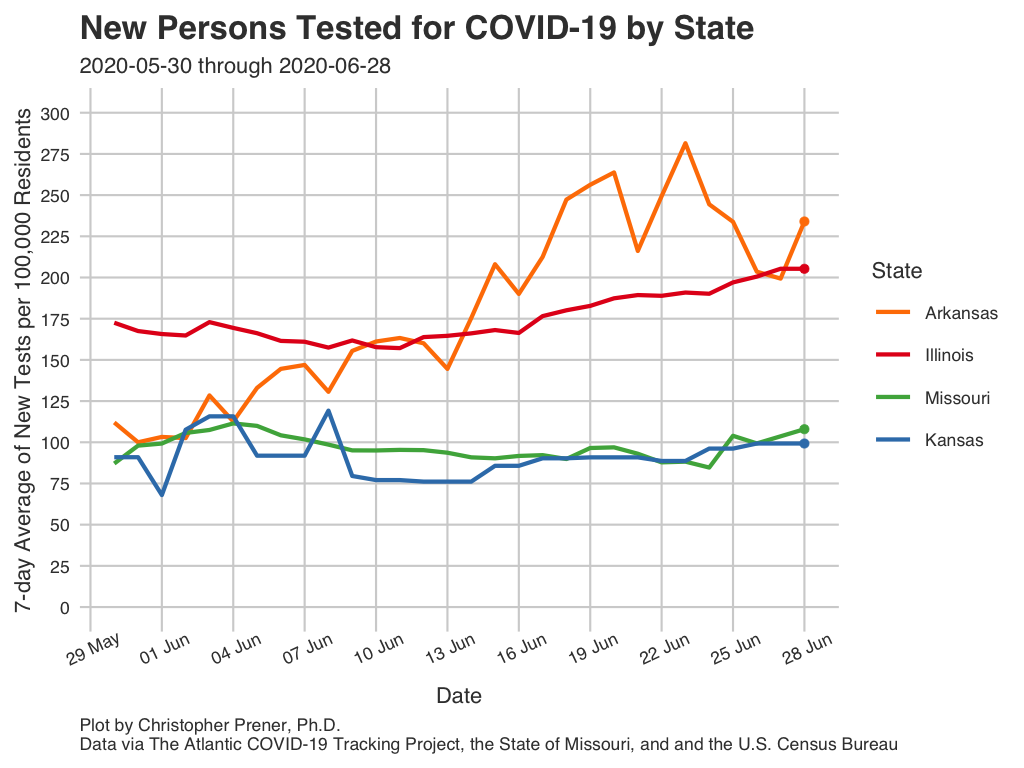 New Persons Tested for COVID-19 by State
2020-05-30 through 2020-06-28
7-day Average of New Tests per 100,000 Residents
300
275
250
225
200
175
150
125
100
75
50
25
0
29 May
01 Jun
04 Jun
07 Jun
10 Jun
13 Jun
16 Jun
19 Jun
22 Jun
25 Jun
28 Jun
Date
State
Arkansas
Illinois
Missouri
Kansas
Plot by Christopher Prener, Ph.D.
Data via The Atlantic COVID-19 Tracking Project, the State of Missouri, and and the U.S. Census Bureau